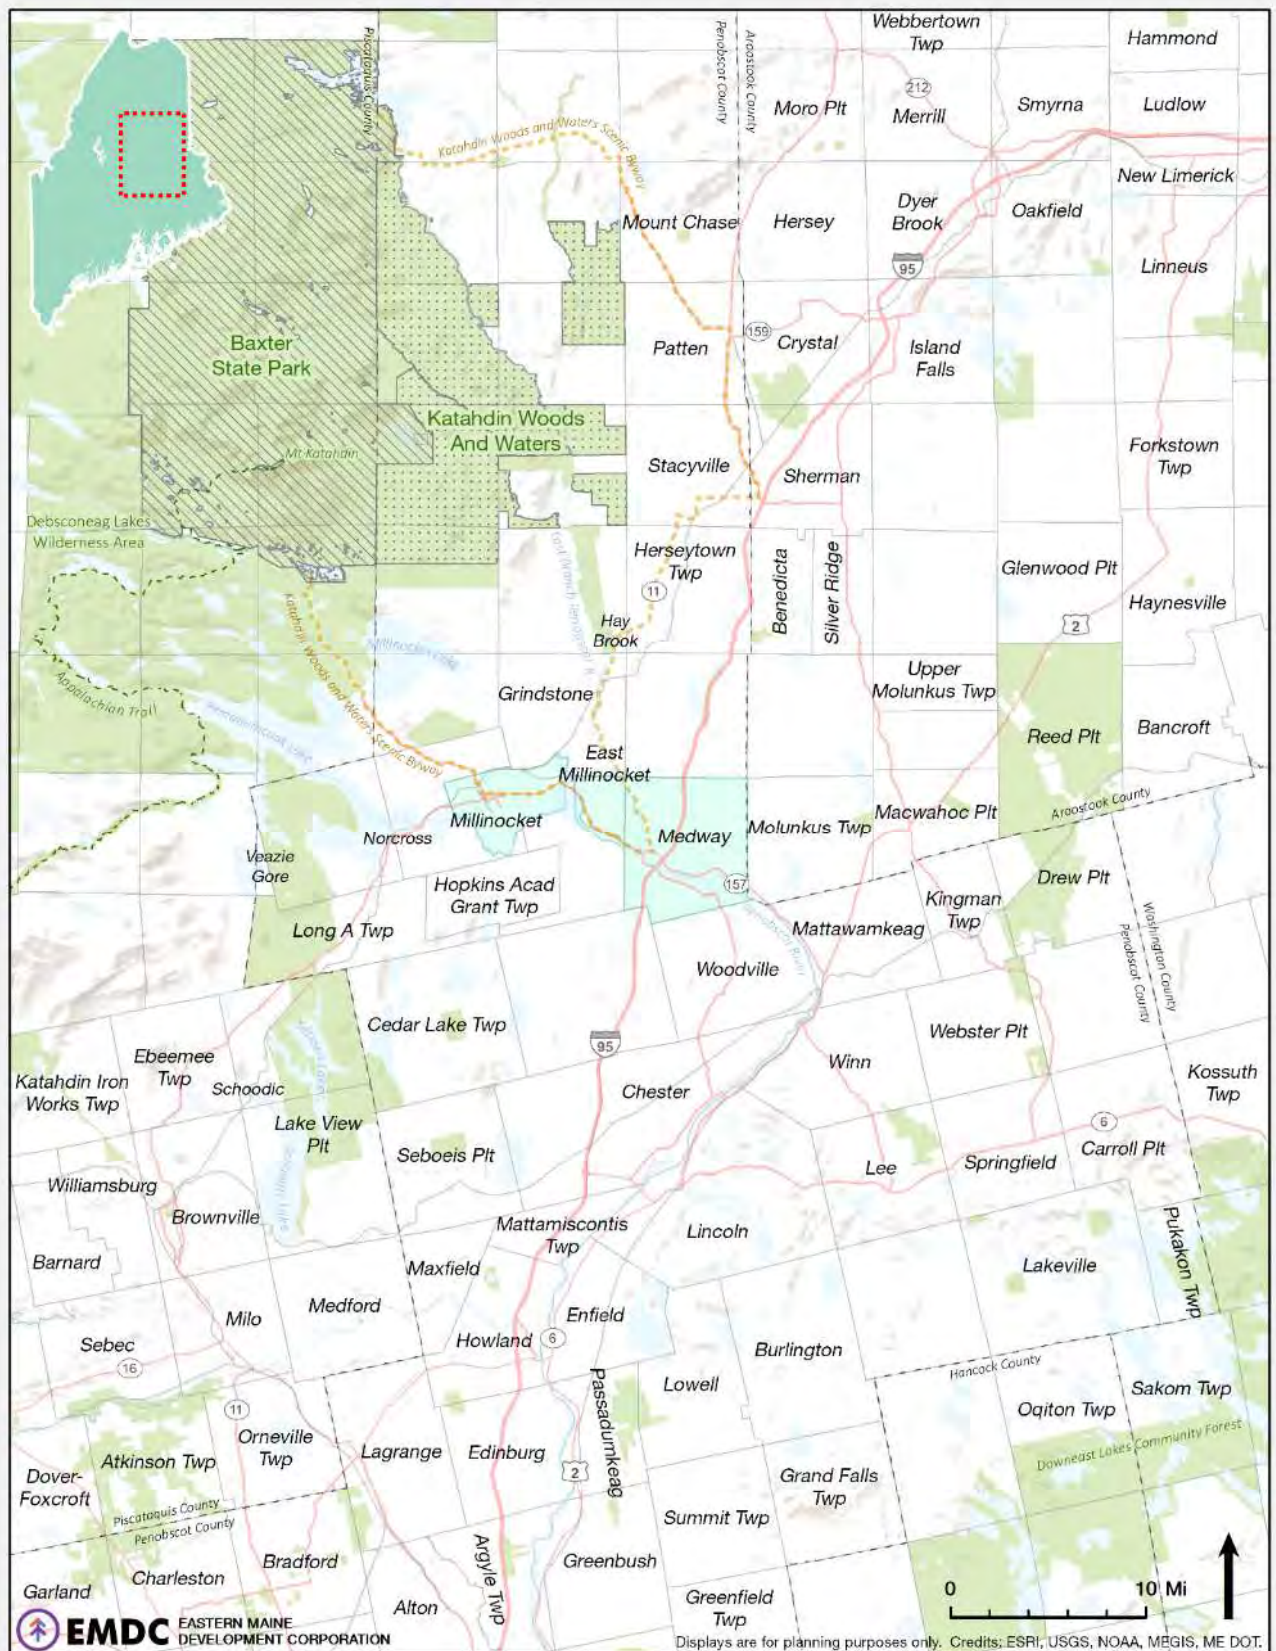 Webbertown
Twp
Hammond
Piscataquis County
Penobscot County
Aroostook County
212
Moro Plt
Merrill
Smyrna
Ludlow
Katahdin Woods and Waters Scenic Byway
New Limerick
Mount Chase
Hersey
Dyer
Brook
Oakfield
95
Linneus
Baxter
State Park
159
Patten
Crystal
Island
Falls
Katahdin Woods
And Waters
Mt Katahdin
Stacyville
Sherman
Forkstown
Twp
Debsconeag Lakes
Wilderness Area
Herseytown
Twp
11
Benedicta
Silver Ridge
Glenwood Plt
Haynesville
2
Hay
Brook
Katahdin Woods and Waters Scenic Byway
Millinocket Lake
Appalachian Trail
Grindstone
Upper
Molunkus Twp
Reed Plt
Bancroft
East
Millinocket
Millinocket
Norcross
Medway
Molunkus Twp
Macwahoc Plt
Aroostook County
Veazie
Gore
Hopkins Acad
Grant Twp
157
Drew Plt
Kingman
Twp
Long A Twp
Mattawamkeag
Penobscot River
Washington County
Penobscot County
Woodville
Cedar Lake Twp
95
Webster Plt
Ebeemee
Twp
Winn
Katahdin Iron
Works Twp
Schoodic
Chester
Kossuth
Twp
Lake View
Plt
6
Carroll Plt
Seboeis Plt
Lee
Springfield
Williamsburg
Brownville
Mattamiscontis
Twp
Lincoln
Pukakon Twp
Barnard
Maxfield
Lakeville
Medford
Milo
Enfield
Sebec
Howland
6
Burlington
16
Hancock County
Passadumkeag
Lowell
Sakom Twp
11
Oqiton Twp
Orneville
Twp
Lagrange
Edinburg
Downeast Lakes Community Forest
Atkinson Twp
2
Dover-
Foxcroft
Grand Falls
Twp
Piscataquis County
Penobscot County
Summit Twp
Argyle Twp
Bradford
Greenbush
Charleston
Garland
Alton
Greenfield
Twp
0
10 Mi
EMDC
EASTERN MAINE
DEVELOPMENT CORPORATION
Displays are for planning purposes only. Credits: ESRI, USGS, NOAA, MEGIS, ME DOT.